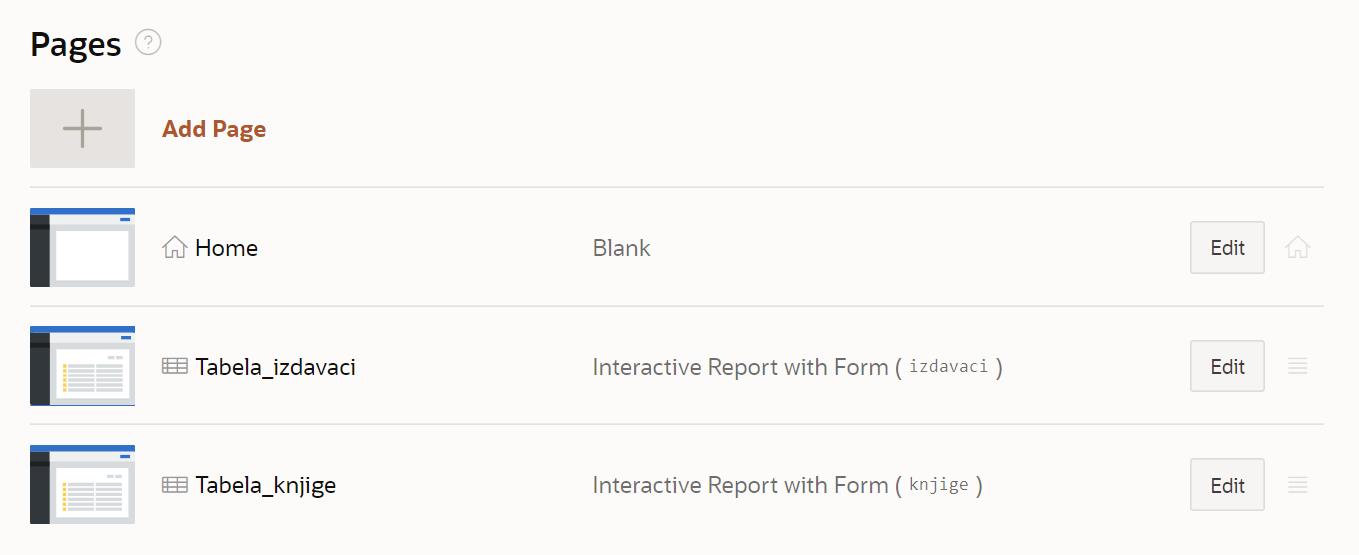 Pages ?
Add Page
Home Blank Edit
Tabela_izdavaci Interactive Report with Form ( izdavaci ) Edit
Tabela_knjige Interactive Report with Form ( knjige ) Edit